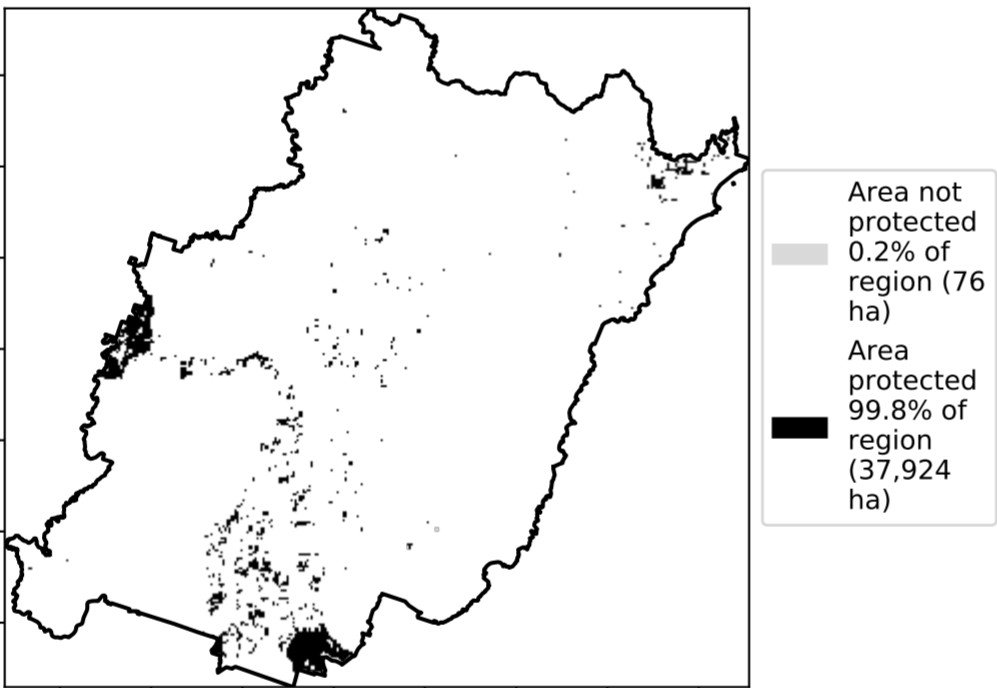 Area not
protected
0.2% of
region (76
ha)
Area
protected
99.8% of
region
(37,924
ha)